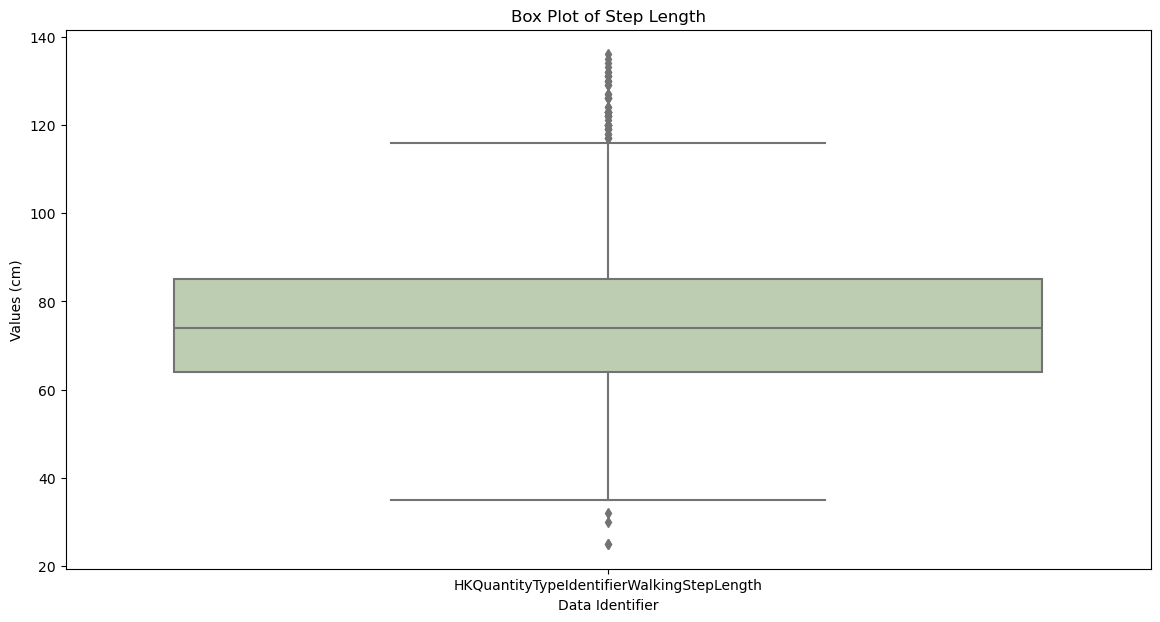 Box Plot of Step Length
140
120
100
80
60
40
20
Values (cm)
HKQuantityTypeIdentifierWalkingStepLength
Data Identifier